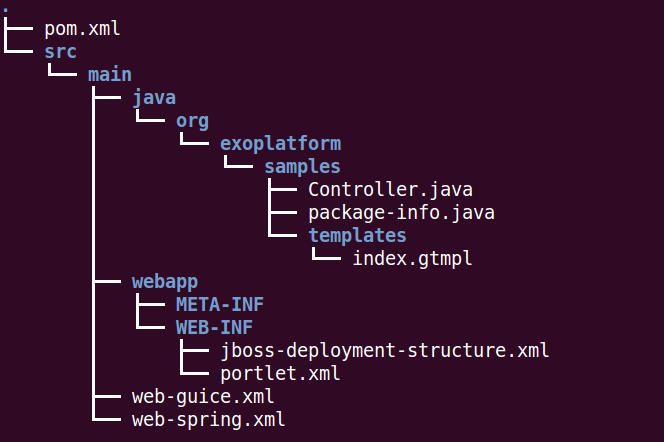 .
pom.xml
src
main
java
org
exoplatform
samples
Controller.java
package-info.java
templates
index.gtmpl
webapp
META-INF
WEB-INF
jboss-deployment-structure.xml
portlet.xml
web-guice.xml
web-spring.xml